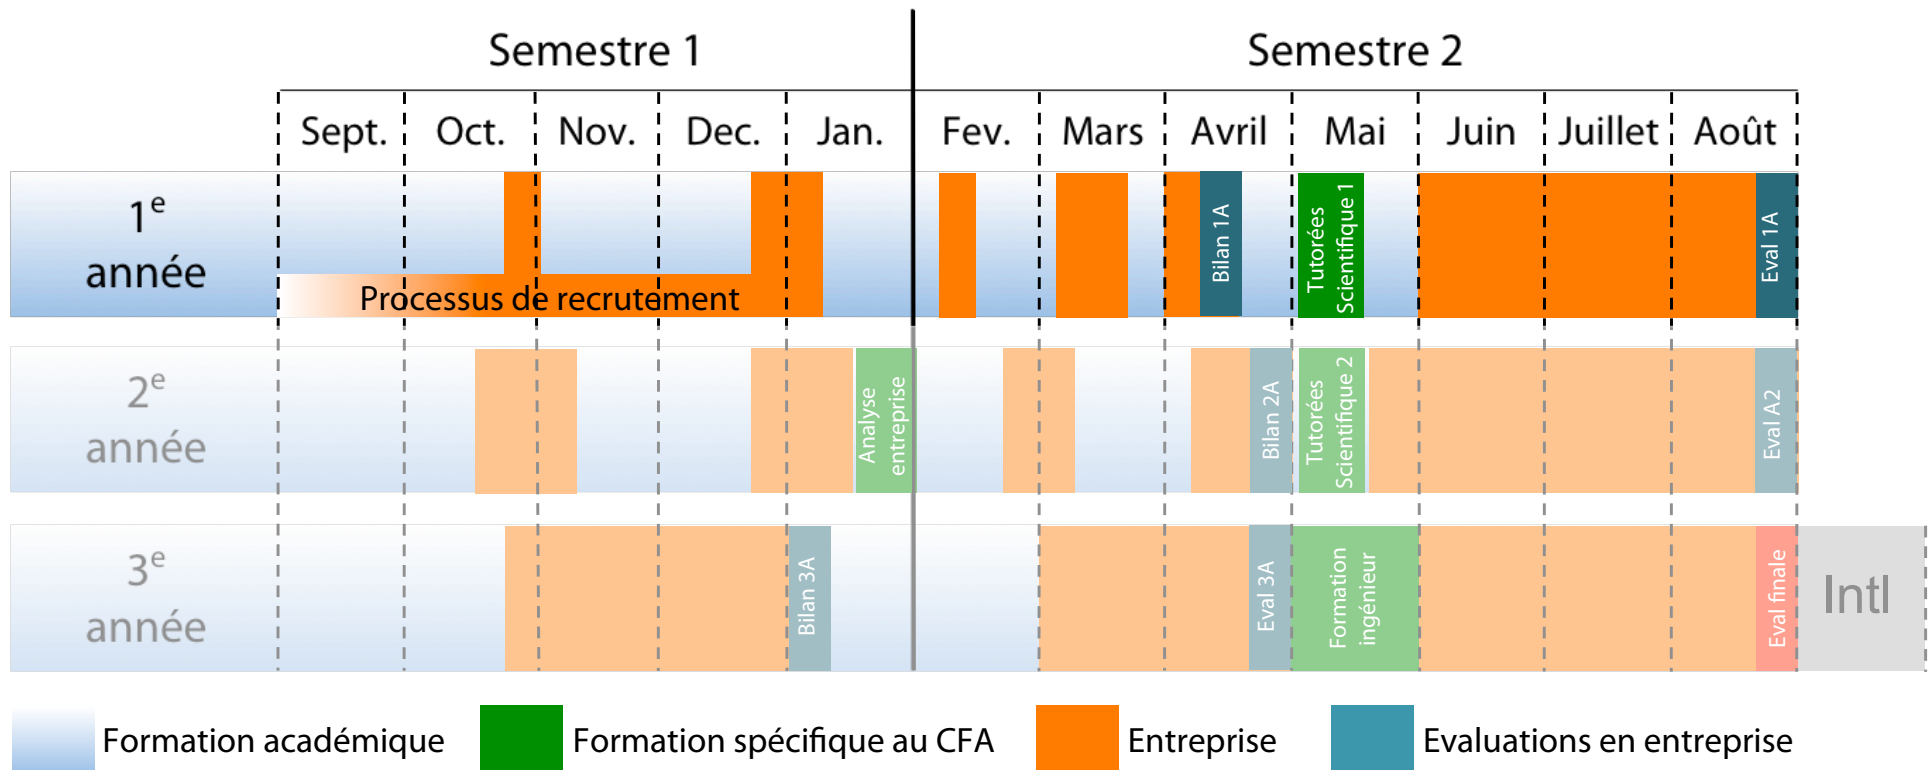 Semestre 1
Semestre 2
Sept.
Oct.
Nov.
Dec.
Jan.
Fev.
Mars
Avril
Mai
Juin
Juillet
Août
1e
année
Processus de recrutement
Bilan 1A
Tutorées
Scientifique 1
Eval 1A
2e
année
Analyse
entreprise
Bilan 2A
Tutorées
Scientifique 2
Eval A2
3e
année
Bilan 3A
Eval 3A
Formation
ingénieur
Eval finale
Intl
Formation académique
Formation spécifique au CFA
Entreprise
Evaluations en entreprise